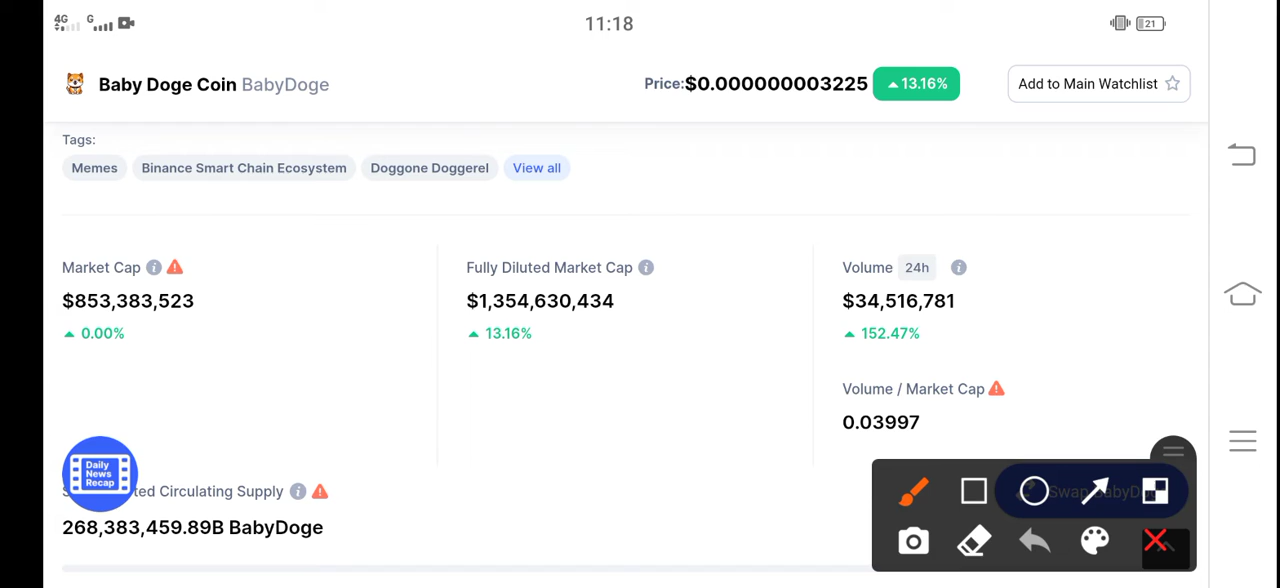 4G G 11:18 21
Baby Doge Coin BabyDoge Price:$0.000000003225 13.16% Add to Main Watchlist
Tags:
Memes Binance Smart Chain Ecosystem Doggone Doggerel View all
Market Cap Fully Diluted Market Cap Volume 24h
$853,383,523 $1,354,630,434 $34,516,781
0.00% 13.16% 152.47%
Volume / Market Cap
0.03997
Daily
News
Recap
ted Circulating Supply Swap BabyDo
268,383,459.89B BabyDoge